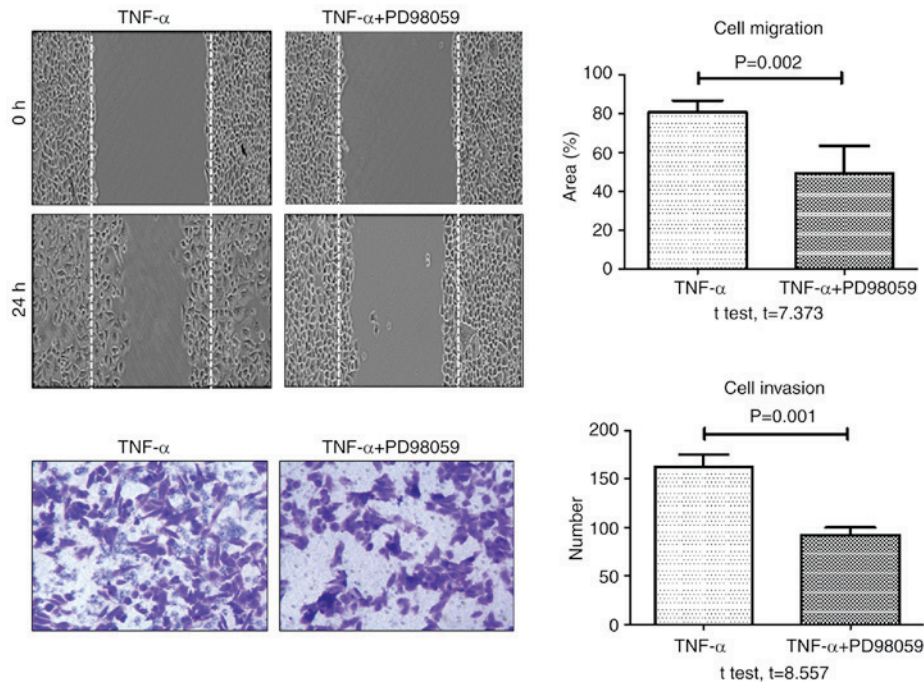 TNF-α
TNF-α+PD98059
0 h
24 h
TNF-α
TNF-α+PD98059
Cell migration
P=0.002
100
80
60
40
20
0
Area (%)
TNF-α
TNF-α+PD98059
t test, t=7.373
Cell invasion
P=0.001
200
150
100
50
0
Number
TNF-α
TNF-α+PD98059
t test, t=8.557